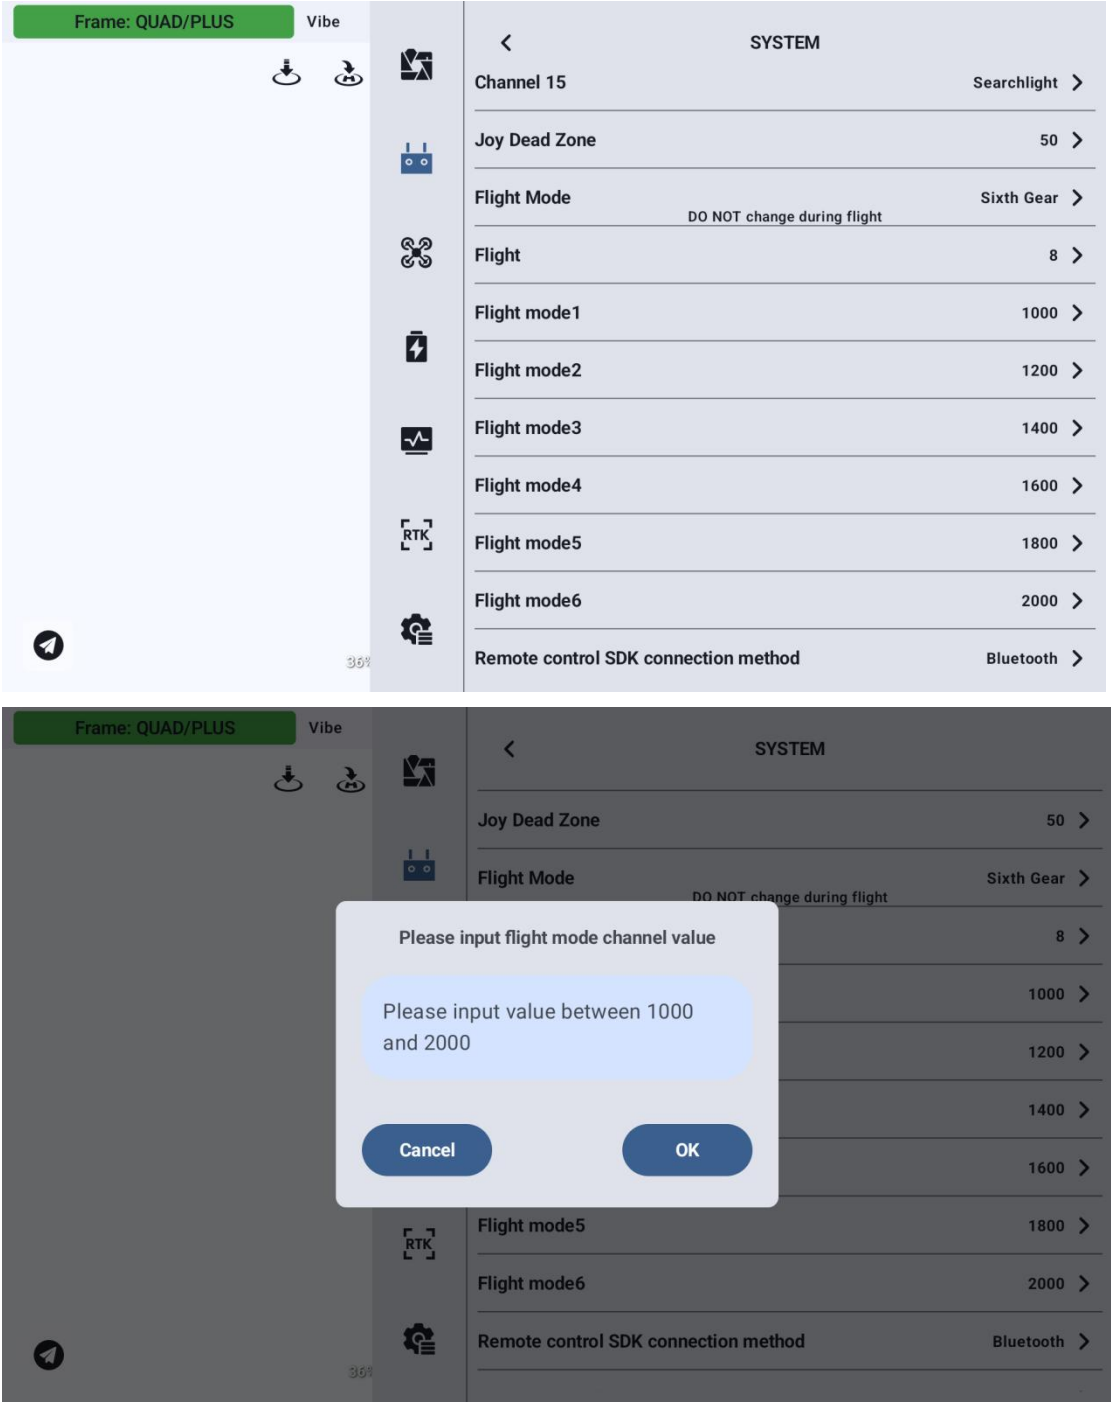 Frame: QUAD/PLUS
Vibe
SYSTEM
Channel 15
Searchlight
Joy Dead Zone
50
Flight Mode
Sixth Gear
DO NOT change during flight
Flight
8
Flight mode1
1000
Flight mode2
1200
Flight mode3
1400
Flight mode4
1600
RTK
Flight mode5
1800
Flight mode6
2000
36%
Remote control SDK connection method
Bluetooth
Frame: QUAD/PLUS
Vibe
SYSTEM
Joy Dead Zone
50
Flight Mode
Sixth Gear
DO NOT change during flight
8
Please input flight mode channel value
1000
Please input value between 1000
and 2000
1200
1400
Cancel
OK
1600
RTK
Flight mode5
1800
Flight mode6
2000
Remote control SDK connection method
Bluetooth